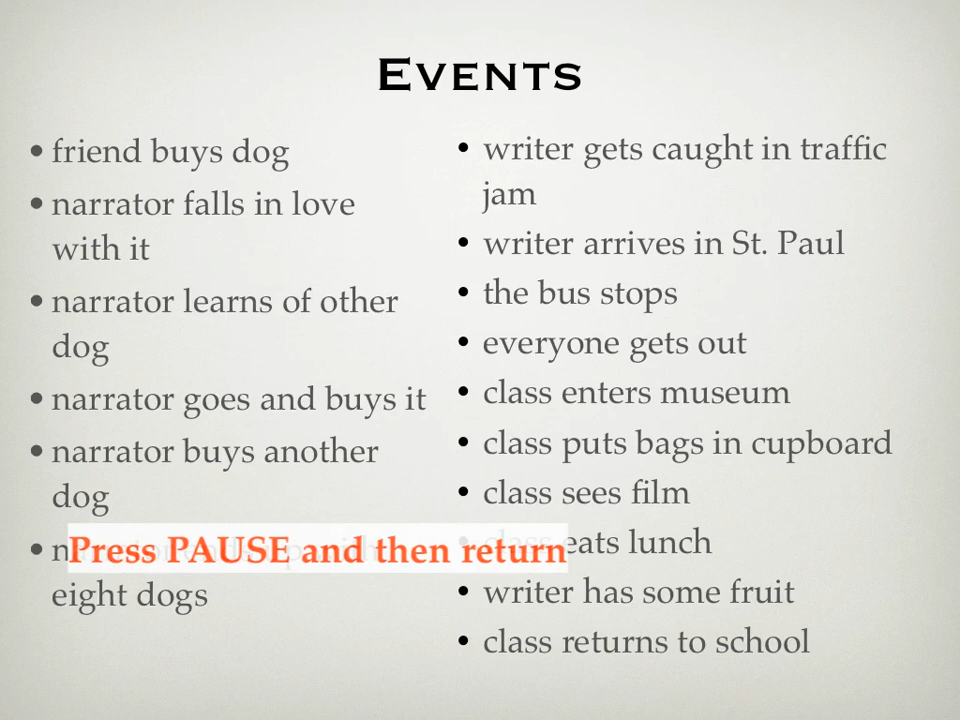 Events
• friend buys dog
• narrator falls in love
with it
• narrator learns of other
dog
• narrator goes and buys it
• narrator buys another
dog
• Press PAUSE and then return
eight dogs
• writer gets caught in traffic
jam
• writer arrives in St. Paul
• the bus stops
• everyone gets out
• class enters museum
• class puts bags in cupboard
• class sees film
• class eats lunch
• writer has some fruit
• class returns to school